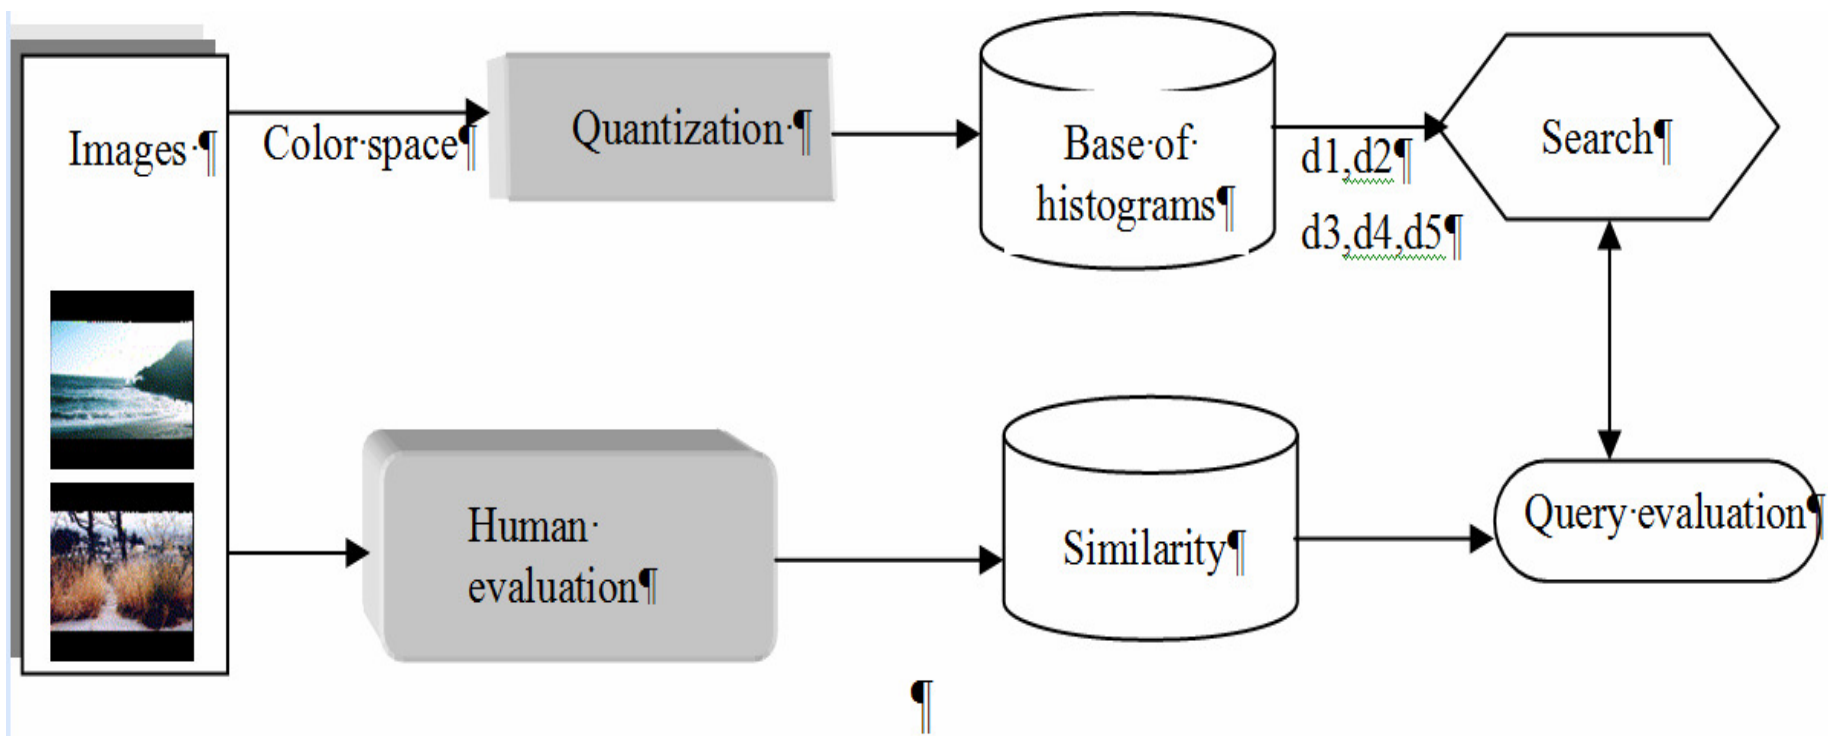 Images·¶
Color·space¶
Quantization·¶
Base·of·
histograms¶
d1,d2¶
d3,d4,d5¶
Search¶
Human·
evaluation¶
Similarity¶
Query·evaluation¶
¶